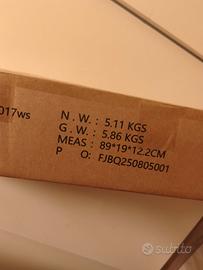 017ws
N . W . : 5.11 KGS
G . W . : 5.86 KGS
MEAS : 89*19*12.2CM
P O: FJBQ250805001
subito